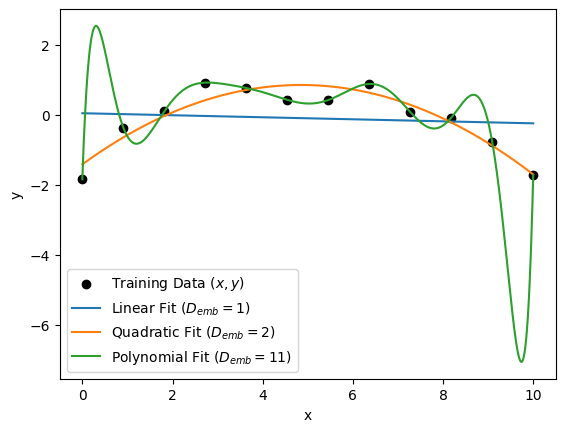 2
0
−2
−4
−6
y
Training Data (x, y)
Linear Fit (D_emb = 1)
Quadratic Fit (D_emb = 2)
Polynomial Fit (D_emb = 11)
0 2 4 6 8 10
x